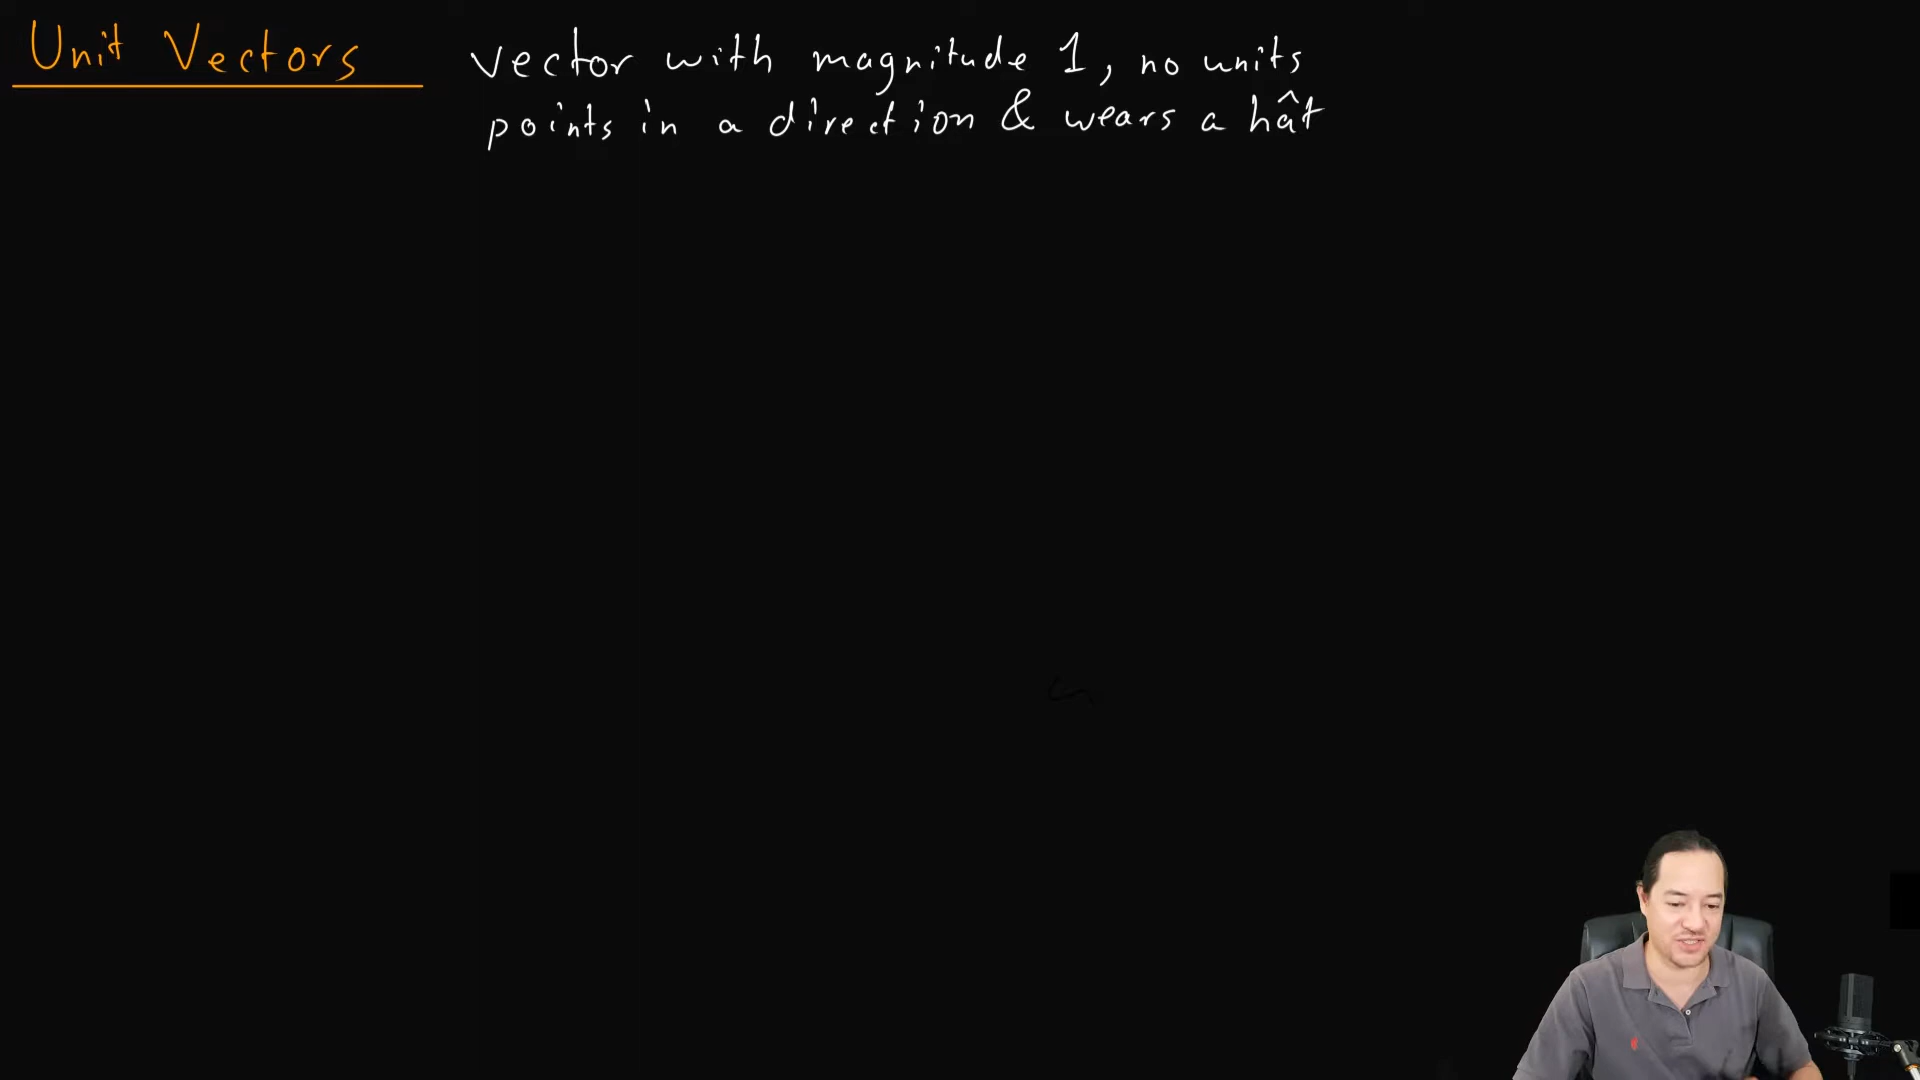 Unit Vectors
vector with magnitude 1, no units
points in a direction & wears a hât